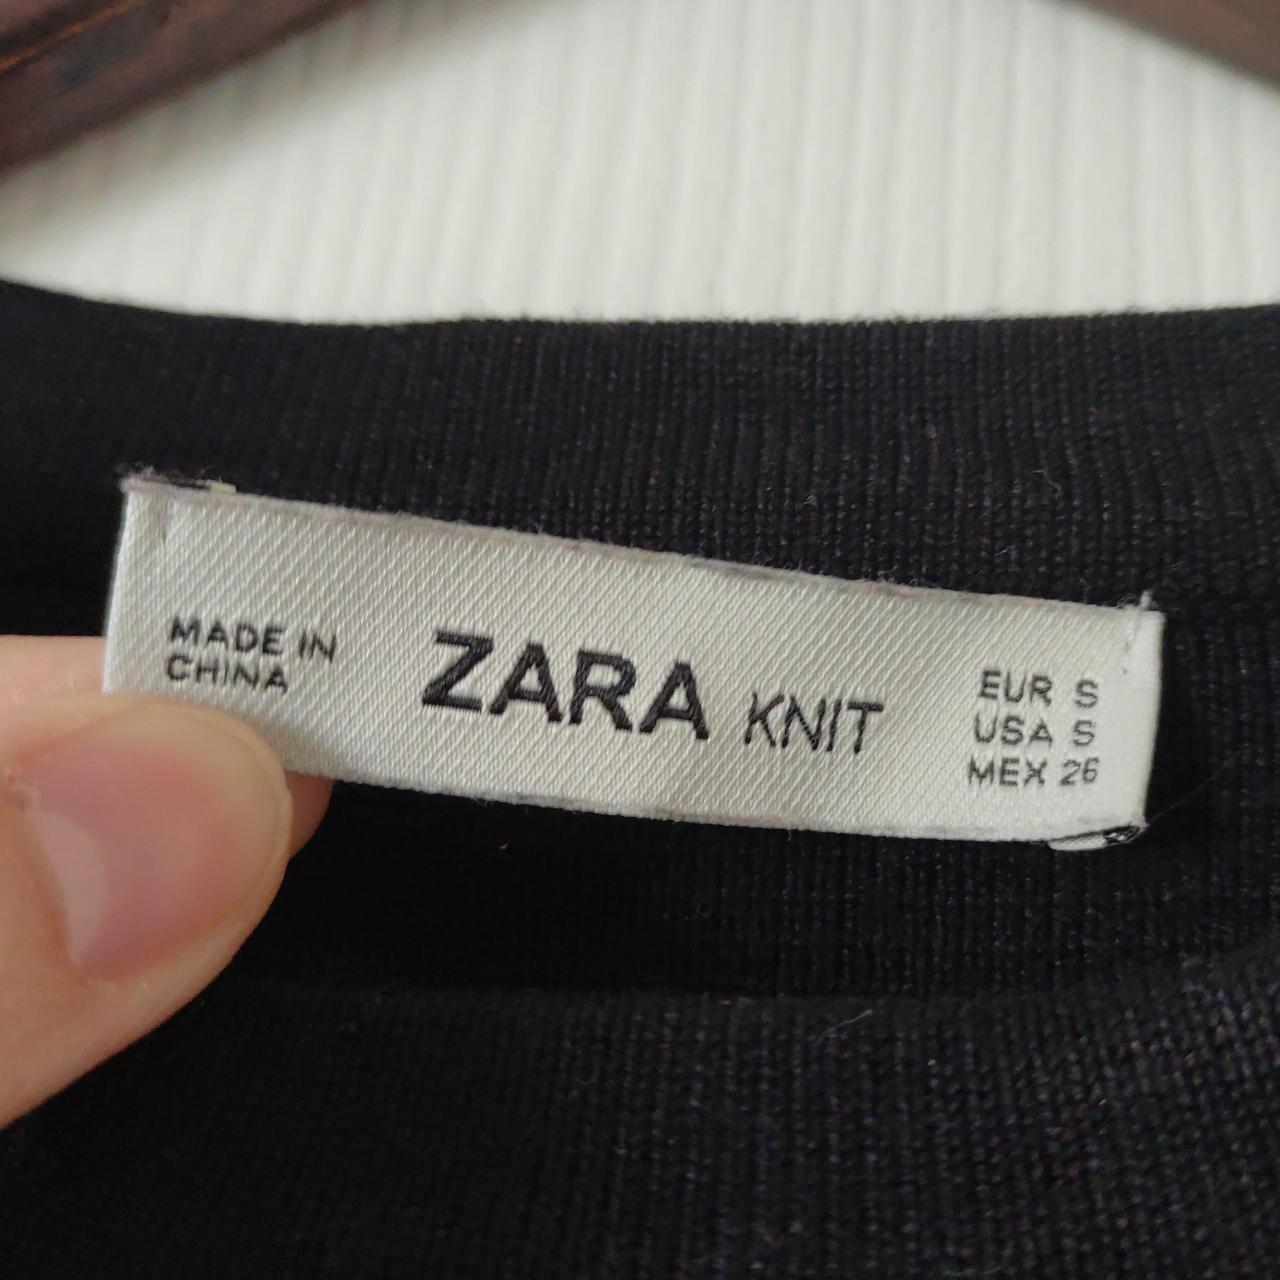 MADE IN
CHINA
ZARA KNIT
EUR S
USA S
MEX 26